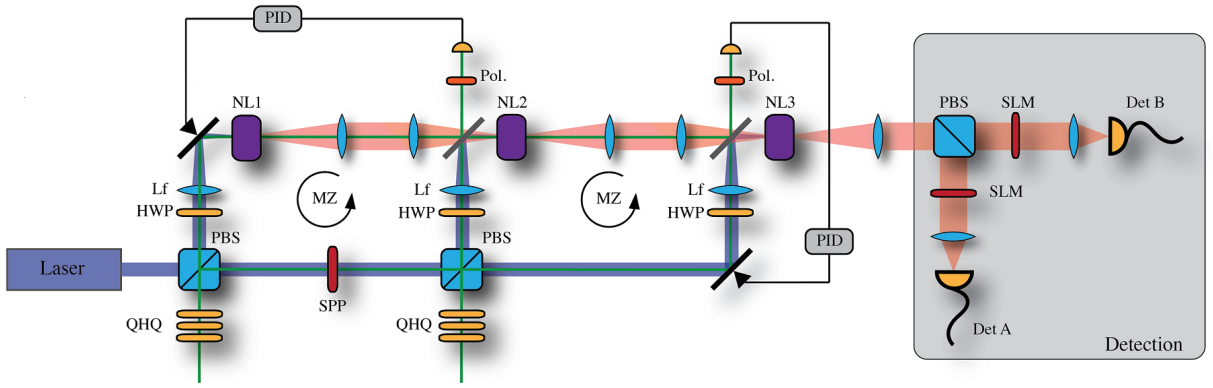 PID
Pol.
Pol.
NL1
NL2
NL3
PBS
SLM
Det B
Lf
HWP
MZ
Lf
HWP
MZ
Lf
HWP
SLM
PBS
PBS
PID
Laser
SPP
QHQ
QHQ
Det A
Detection